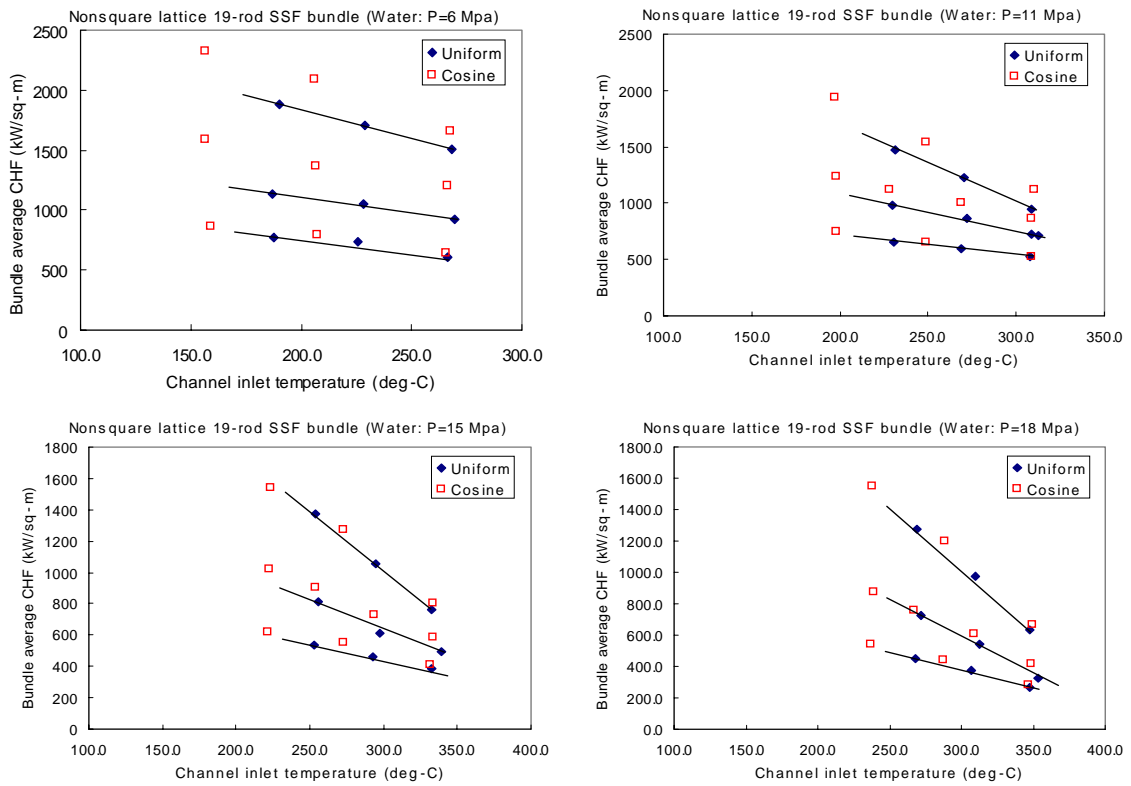 Nonsquare lattice 19-rod SSF bundle (Water: P=6 Mpa)
2500
2000
1500
1000
500
0
Bundle average CHF (kW/sq-m)
Uniform
Cosine
100.0 150.0 200.0 250.0 300.0
Channel inlet temperature (deg-C)
Nonsquare lattice 19-rod SSF bundle (Water: P=11 Mpa)
2500
2000
1500
1000
500
0
Bundle average CHF (kW/sq-m)
Uniform
Cosine
100.0 150.0 200.0 250.0 300.0 350.0
Channel inlet temperature (deg-C)
Nonsquare lattice 19-rod SSF bundle (Water: P=15 Mpa)
1800
1600
1400
1200
1000
800
600
400
200
0
Bundle average CHF (kW/sq-m)
Uniform
Cosine
100.0 150.0 200.0 250.0 300.0 350.0 400.0
Channel inlet temperature (deg-C)
Nonsquare lattice 19-rod SSF bundle (Water: P=18 Mpa)
1800.0
1600.0
1400.0
1200.0
1000.0
800.0
600.0
400.0
200.0
0.0
Bundle average CHF (kW/sq-m)
Uniform
Cosine
100.0 150.0 200.0 250.0 300.0 350.0 400.0
Channel inlet temperature (deg-C)